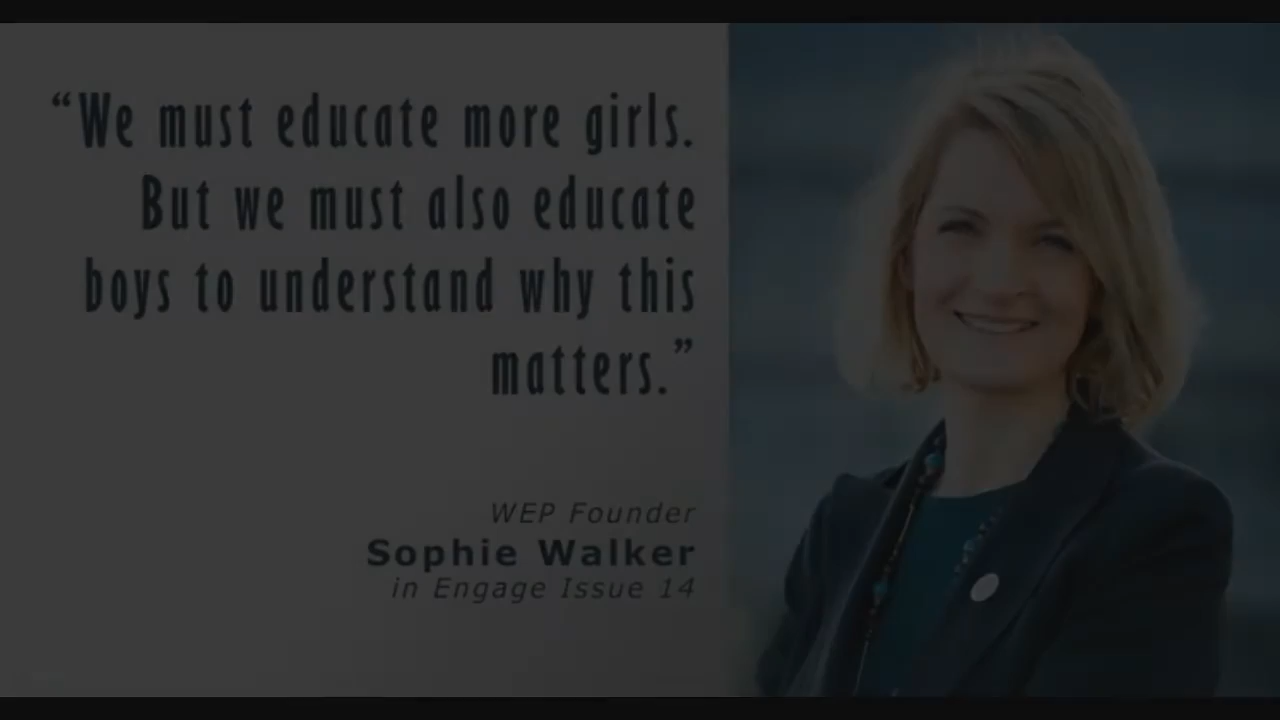 “We must educate more girls.
But we must also educate
boys to understand why this
matters.”
WEP Founder
Sophie Walker
in Engage Issue 14